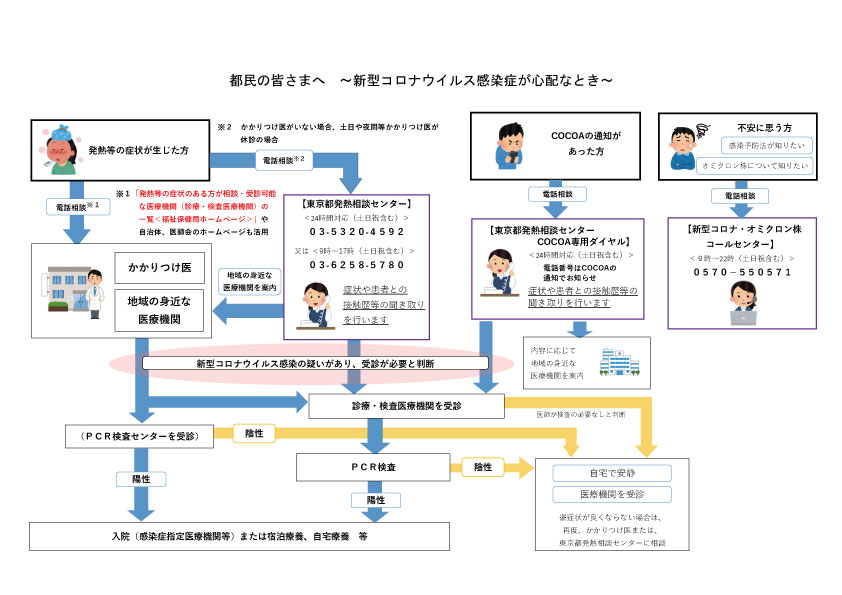 都民の皆さまへ　～新型コロナウイルス感染症が心配なとき～
発熱等の症状が生じた方
※２　かかりつけ医がいない場合、土日や夜間等かかりつけ医が
休診の場合
電話相談※２
COCOAの通知が
あった方
不安に思う方
感染予防法が知りたい
オミクロン株について知りたい
電話相談※１
※１「発熱等の症状のある方が相談・受診可能
な医療機関（診療・検査医療機関）の
一覧＜福祉保健局ホームページ＞」や
自治体、医師会のホームページも活用
電話相談
電話相談
【東京都発熱相談センター】
＜24時間対応（土日祝含む）＞
０３-５３２０-４５９２
又は ＜9時～17時（土日祝含む）＞
０３-６２５８-５７８０
症状や患者との
接触歴等の聞き取り
を行います
【東京都発熱相談センター
COCOA専用ダイヤル】
＜24時間対応（土日祝含む）＞
電話番号はCOCOAの
通知でお知らせ
症状や患者との接触歴等の
聞き取りを行います
【新型コロナ・オミクロン株
コールセンター】
＜９時～22時（土日祝含む）＞
０５７０－５５０５７１
かかりつけ医
地域の身近な
医療機関
地域の身近な
医療機関を案内
内容に応じて
地域の身近な
医療機関を案内
新型コロナウイルス感染の疑いがあり、受診が必要と判断
診療・検査医療機関を受診
医師が検査の必要なしと判断
（ＰＣＲ検査センターを受診）
陰性
ＰＣＲ検査
陰性
陽性
陽性
自宅で安静
医療機関を受診
※症状が良くならない場合は、
再度、かかりつけ医または、
東京都発熱相談センターに相談
入院（感染症指定医療機関等）または宿泊療養、自宅療養　等